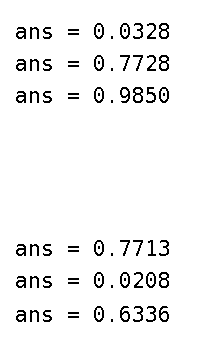 ans = 0.0328
ans = 0.7728
ans = 0.9850
ans = 0.7713
ans = 0.0208
ans = 0.6336